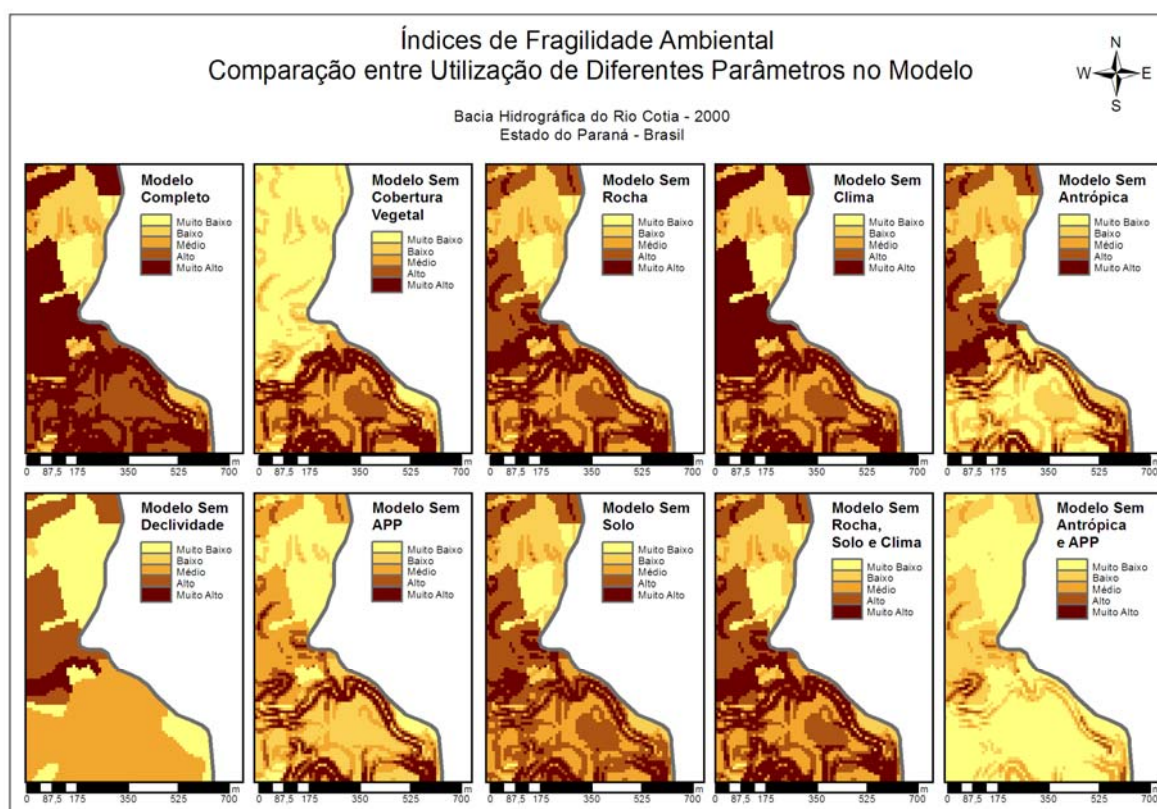 Índices de Fragilidade Ambiental
Comparação entre Utilização de Diferentes Parâmetros no Modelo
Bacia Hidrográfica do Rio Cotia - 2000
Estado do Paraná - Brasil
N
W E
S
Modelo
Completo
Muito Baixo
Baixo
Médio
Alto
Muito Alto
0 87,5 175 350 525 700 m
Modelo Sem
Cobertura
Vegetal
Muito Baixo
Baixo
Médio
Alto
Muito Alto
0 87,5 175 350 525 700 m
Modelo Sem
Rocha
Muito Baixo
Baixo
Médio
Alto
Muito Alto
0 87,5 175 350 525 700 m
Modelo Sem
Clima
Muito Baixo
Baixo
Médio
Alto
Muito Alto
0 87,5 175 350 525 700 m
Modelo Sem
Antrópica
Muito Baixo
Baixo
Médio
Alto
Muito Alto
0 87,5 175 350 525 700 m
Modelo Sem
Declividade
Muito Baixo
Baixo
Médio
Alto
Muito Alto
0 87,5 175 350 525 700 m
Modelo Sem
APP
Muito Baixo
Baixo
Médio
Alto
Muito Alto
0 87,5 175 350 525 700 m
Modelo Sem
Solo
Muito Baixo
Baixo
Médio
Alto
Muito Alto
0 87,5 175 350 525 700 m
Modelo Sem
Rocha,
Solo e Clima
Muito Baixo
Baixo
Médio
Alto
Muito Alto
0 87,5 175 350 525 700 m
Modelo Sem
Antrópica
e APP
Muito Baixo
Baixo
Médio
Alto
Muito Alto
0 87,5 175 350 525 700 m